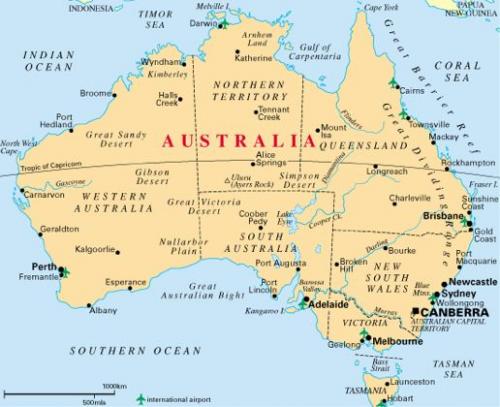 INDONESIA
TIMOR
SEA
Melville I.
Darwin
Arnhem
Land
Gulf of
Carpentaria
PAPUA
NEW GUINEA
INDIAN
OCEAN
Wyndham
Kimberley
Katherine
CORAL
SEA
Great Barrier Reef
Broome
Halls
Creek
NORTHERN
TERRITORY
Cairns
Port
Hedland
Tennant
Creek
Flinders
Townsville
Mackay
Great Sandy
Desert
AUSTRALIA
Mount
Isa
QUEENSLAND
Great Dividing Range
North West
Cape
Tropic of Capricorn
Alice
Springs
Rockhampton
Gibson
Desert
Uluru
(Ayers Rock)
Simpson
Desert
Diamantina
Longreach
Gascoyne
Carnarvon
WESTERN
AUSTRALIA
Great Victoria
Desert
Coober
Pedy
Lake
Eyre
Cooper Ck.
Charleville
Fraser I.
Sunshine
Coast
Brisbane
Gold
Coast
Geraldton
Kalgoorlie
Nullarbor
Plain
SOUTH
AUSTRALIA
Darling
Bourke
Port
Macquarie
Perth
Fremantle
Esperance
Great
Australian Bight
Port Augusta
Port
Lincoln
Barossa
Valley
Broken
Hill
NEW
SOUTH
WALES
Blue
Mtns.
Newcastle
Sydney
Wollongong
Albany
Kangaroo I.
Adelaide
Murray
CANBERRA
AUSTRALIAN CAPITAL
TERRITORY
VICTORIA
Geelong
Melbourne
SOUTHERN OCEAN
Bass
Strait
TASMAN
SEA
Launceston
TASMANIA
Hobart
1000km
500mls
international airport